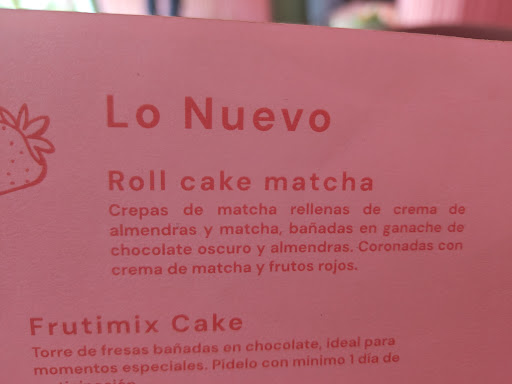 Lo Nuevo
Roll cake matcha
Crepas de matcha rellenas de crema de
almendras y matcha, bañadas en ganache de
chocolate oscuro y almendras. Coronadas con
crema de matcha y frutos rojos.
Frutimix Cake
Torre de fresas bañadas en chocolate, ideal para
momentos especiales. Pídelo con mínimo 1 día de